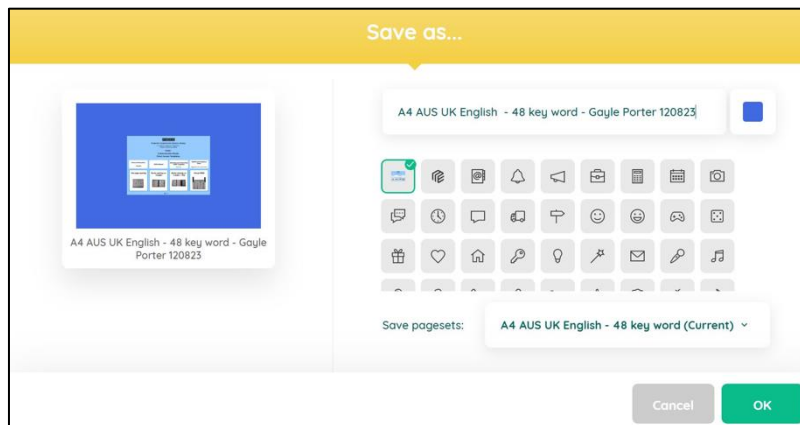 Save as...
A4 AUS UK English - 48 key word - Gayle Porter 120823
A4 AUS UK English - 48 key word - Gayle
Porter 120823
Save pagesets:
A4 AUS UK English - 48 key word (Current)
Cancel
OK